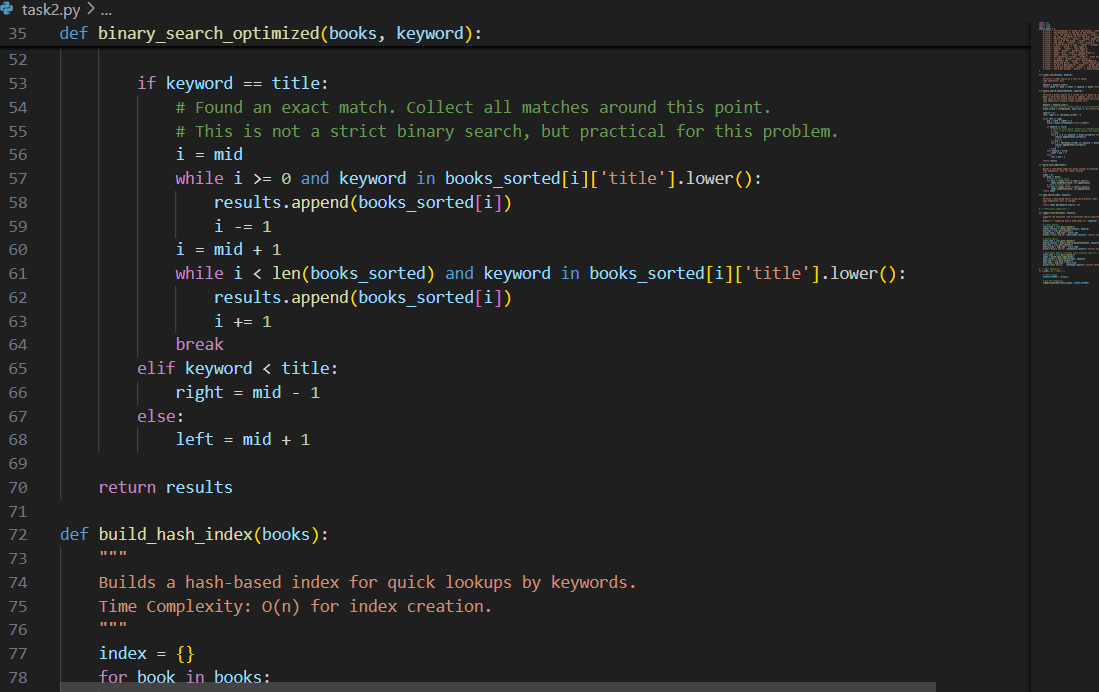 task2.py > ...
35 def binary_search_optimized(books, keyword):
52
53 if keyword == title:
54 # Found an exact match. Collect all matches around this point.
55 # This is not a strict binary search, but practical for this problem.
56 i = mid
57 while i >= 0 and keyword in books_sorted[i]['title'].lower():
58 results.append(books_sorted[i])
59 i -= 1
60 i = mid + 1
61 while i < len(books_sorted) and keyword in books_sorted[i]['title'].lower():
62 results.append(books_sorted[i])
63 i += 1
64 break
65 elif keyword < title:
66 right = mid - 1
67 else:
68 left = mid + 1
69
70 return results
71
72 def build_hash_index(books):
73 """
74 Builds a hash-based index for quick lookups by keywords.
75 Time Complexity: O(n) for index creation.
76 """
77 index = {}
78 for book in books: